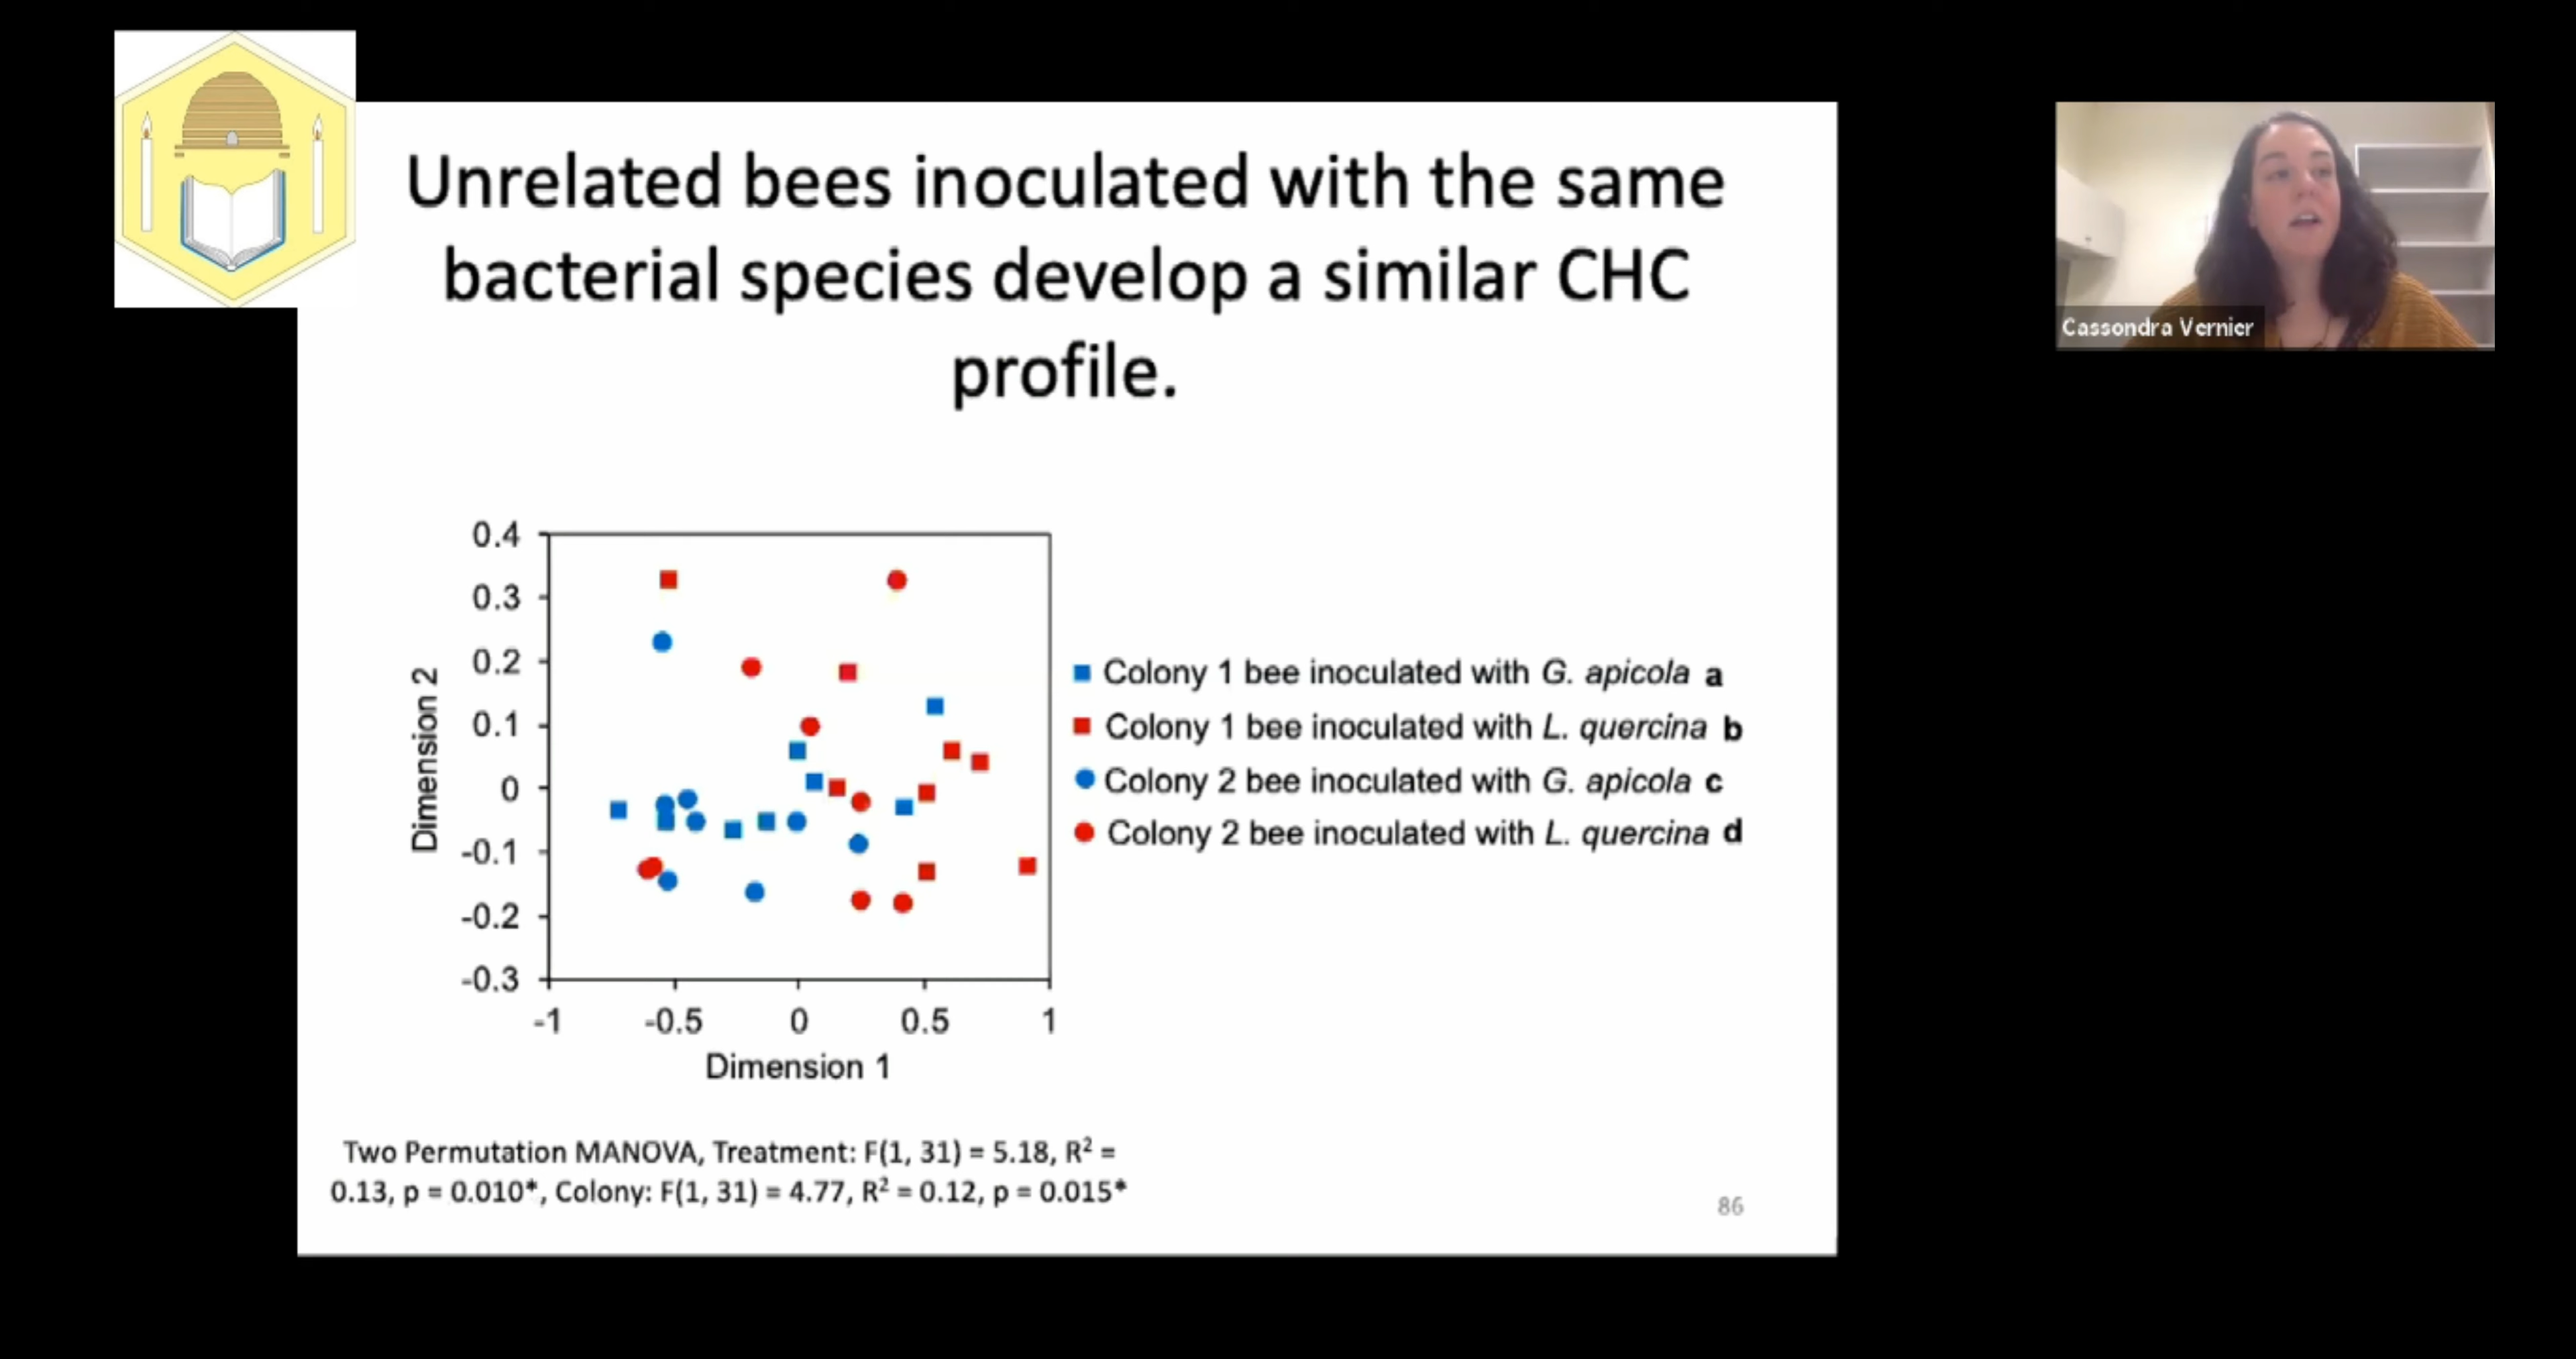 Unrelated bees inoculated with the same
bacterial species develop a similar CHC
profile.
Cassondra Vernier
0.4
0.3
0.2
0.1
0
-0.1
-0.2
-0.3
Dimension 2
-1
-0.5
0
0.5
1
Dimension 1
Colony 1 bee inoculated with G. apicola a
Colony 1 bee inoculated with L. quercina b
Colony 2 bee inoculated with G. apicola c
Colony 2 bee inoculated with L. quercina d
Two Permutation MANOVA, Treatment: F(1, 31) = 5.18, R² =
0.13, p = 0.010*, Colony: F(1, 31) = 4.77, R² = 0.12, p = 0.015*
86